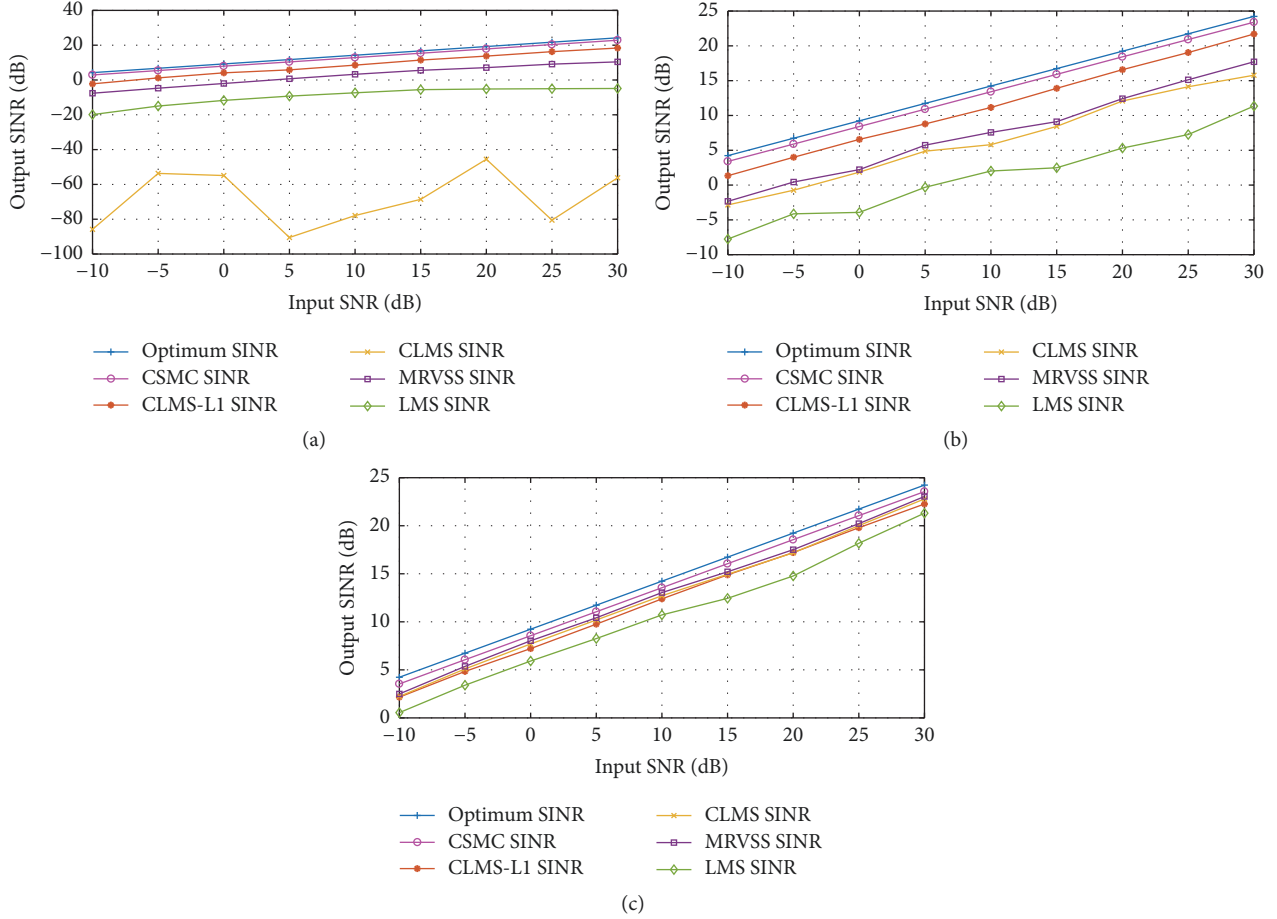 40
20
0
−20
−40
−60
−80
−100
Output SINR (dB)
−10 −5 0 5 10 15 20 25 30
Input SNR (dB)
Optimum SINR
CSMC SINR
CLMS-L1 SINR
CLMS SINR
MRVSS SINR
LMS SINR
(a)
25
20
15
10
5
0
−5
−10
Output SINR (dB)
−10 −5 0 5 10 15 20 25 30
Input SNR (dB)
Optimum SINR
CSMC SINR
CLMS-L1 SINR
CLMS SINR
MRVSS SINR
LMS SINR
(b)
25
20
15
10
5
0
Output SINR (dB)
−10 −5 0 5 10 15 20 25 30
Input SNR (dB)
Optimum SINR
CSMC SINR
CLMS-L1 SINR
CLMS SINR
MRVSS SINR
LMS SINR
(c)